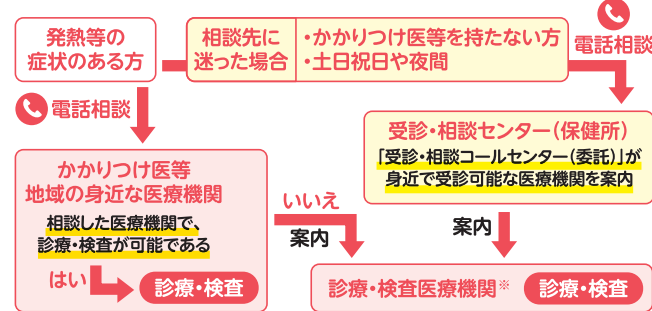 発熱等の
症状のある方
相談先に
迷った場合
・かかりつけ医等を持たない方
・土日祝日や夜間
電話相談
電話相談
受診・相談センター(保健所)
「受診・相談コールセンター(委託)」が
身近で受診可能な医療機関を案内
かかりつけ医等
地域の身近な医療機関
相談した医療機関で、
診療・検査が可能である
はい
診療・検査
いいえ
案内
案内
診療・検査医療機関※
診療・検査